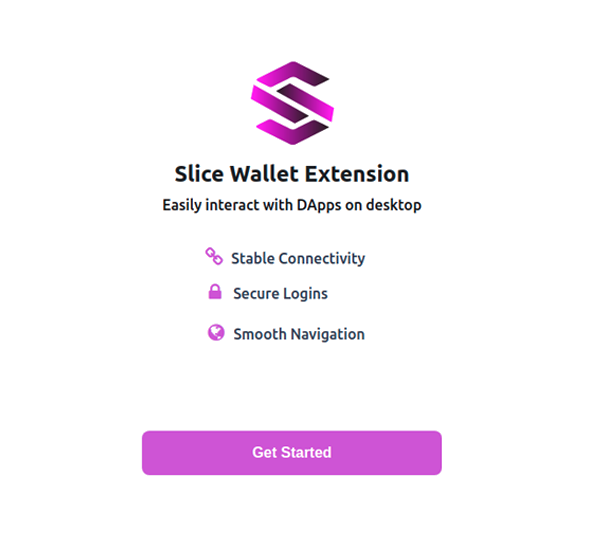 Slice Wallet Extension
Easily interact with DApps on desktop
Stable Connectivity
Secure Logins
Smooth Navigation
Get Started